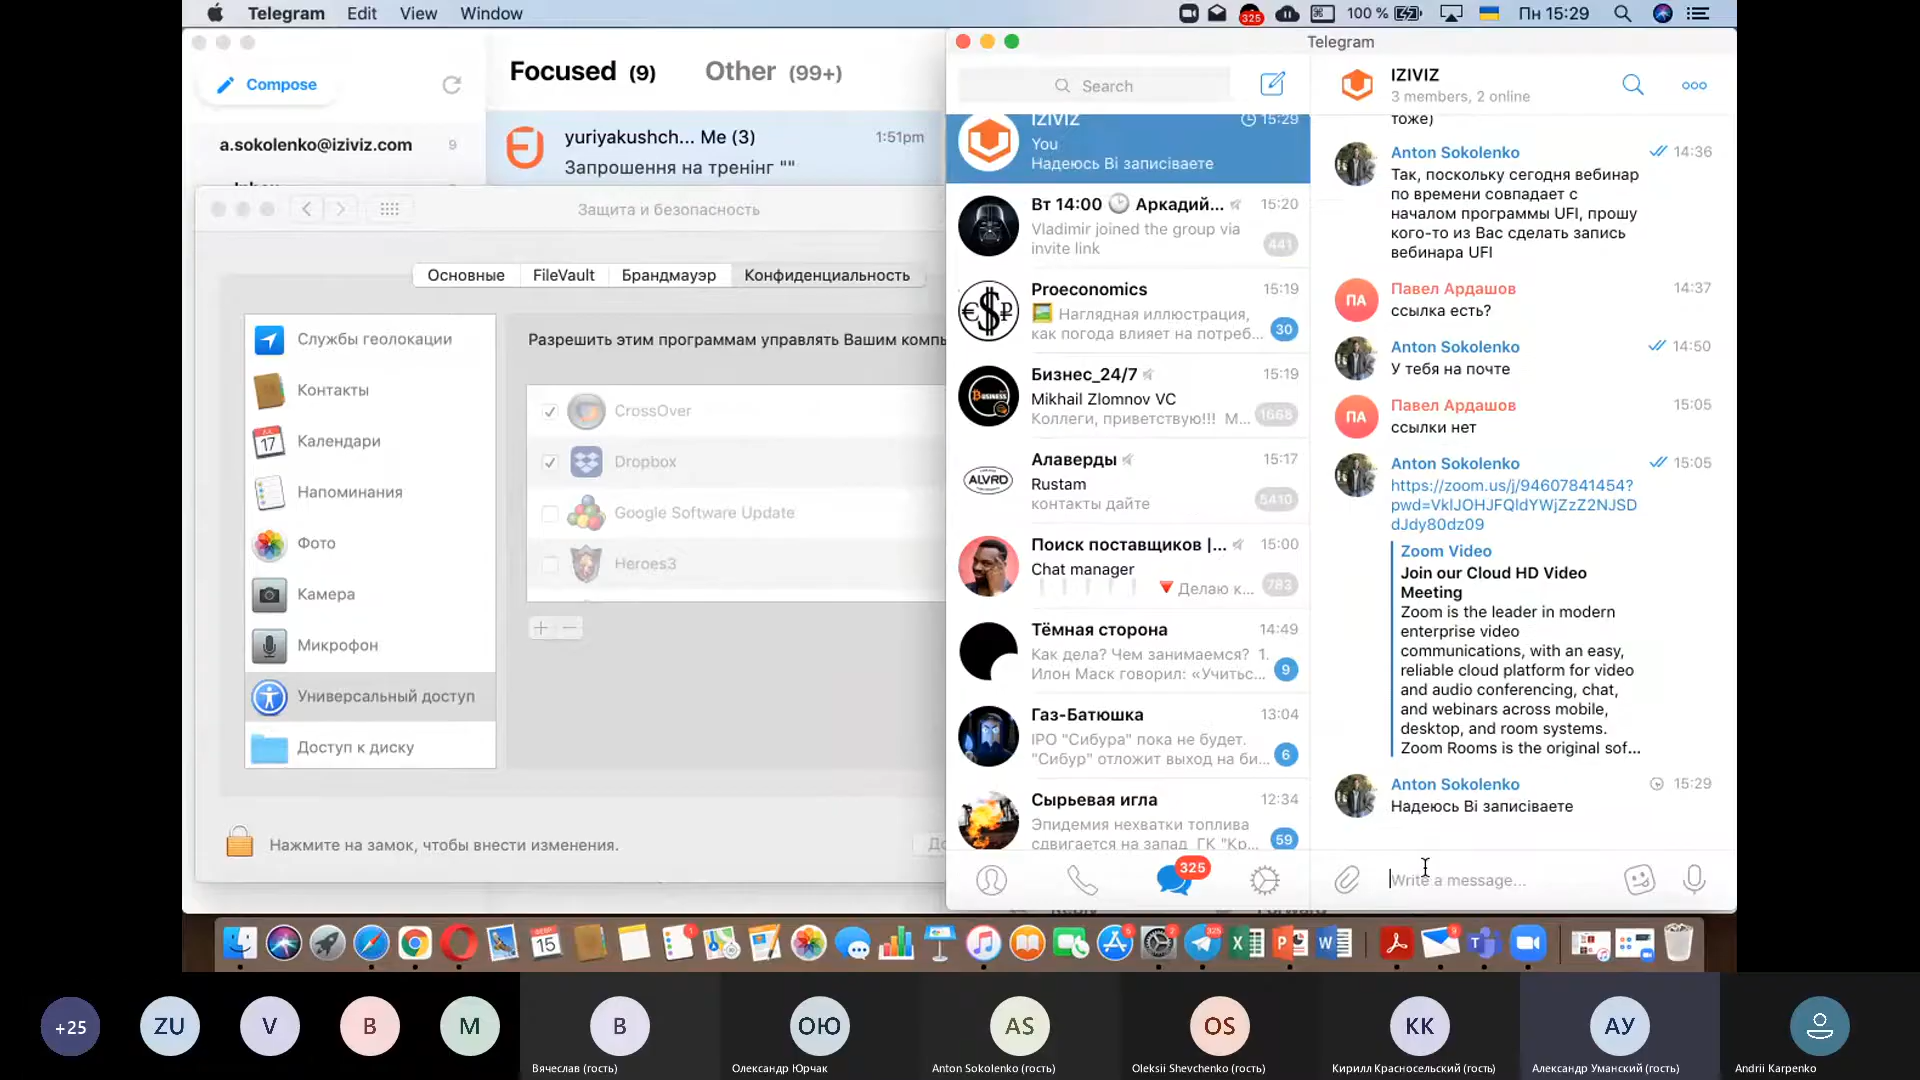 Telegram Edit View Window
325
100 %
Пн 15:29
Compose
a.sokolenko@iziviz.com 9
Focused (9) Other (99+)
yuriyakushch... Me (3) 1:51pm
Запрошення на тренінг ""
Защита и безопасность
Основные FileVault Брандмауэр Конфиденциальность
Службы геолокации
Контакты
Календари
Напоминания
Фото
Камера
Микрофон
Универсальный доступ
Доступ к диску
17
Разрешить этим программам управлять Вашим компь
CrossOver
Dropbox
Google Software Update
Heroes3
Нажмите на замок, чтобы внести изменения.
Telegram
Search
IZIVIZ 15:29
You
Надеюсь Ві записіваете
Вт 14:00 Аркадий... 15:20
Vladimir joined the group via
invite link
441
Proeconomics 15:19
Наглядная иллюстрация,
как погода влияет на потреб...
30
Бизнес_24/7 15:19
Mikhail Zlomnov VC
Коллеги, приветствую!!! М...
1668
BUSINESS
Алаверды 15:17
Rustam
контакты дайте
5410
ALVRD
Поиск поставщиков |... 15:00
Chat manager
Делаю к...
783
Тёмная сторона 14:49
Как дела? Чем занимаемся? 1.
Илон Маск говорил: «Учитьс...
9
Газ-Батюшка 13:04
IPO "Сибура" пока не будет.
"Сибур" отложит выход на би...
6
Сырьевая игла 12:34
Эпидемия нехватки топлива
сдвигается на запад. ГК "Кр...
59
325
IZIVIZ
3 members, 2 online
тоже)
Anton Sokolenko 14:36
Так, поскольку сегодня вебинар
по времени совпадает с
началом программы UFI, прошу
кого-то из Вас сделать запись
вебинара UFI
ПА
Павел Ардашов 14:37
ссылка есть?
Anton Sokolenko 14:50
У тебя на почте
ПА
Павел Ардашов 15:05
ссылки нет
Anton Sokolenko 15:05
https://zoom.us/j/94607841454?
pwd=VklJOHJFQldYWjZzZ2NJSD
dJdy80dz09
Zoom Video
Join our Cloud HD Video
Meeting
Zoom is the leader in modern
enterprise video
communications, with an easy,
reliable cloud platform for video
and audio conferencing, chat,
and webinars across mobile,
desktop, and room systems.
Zoom Rooms is the original sof...
Anton Sokolenko 15:29
Надеюсь Ві записіваете
Write a message...
15
+25 ZU V В M В ОЮ AS OS КК АУ
Вячеслав (гость) Олександр Юрчак Anton Sokolenko (гость) Oleksii Shevchenko (гость) Кирилл Красносельский (гость) Александр Уманский (гость) Andrii Karpenko